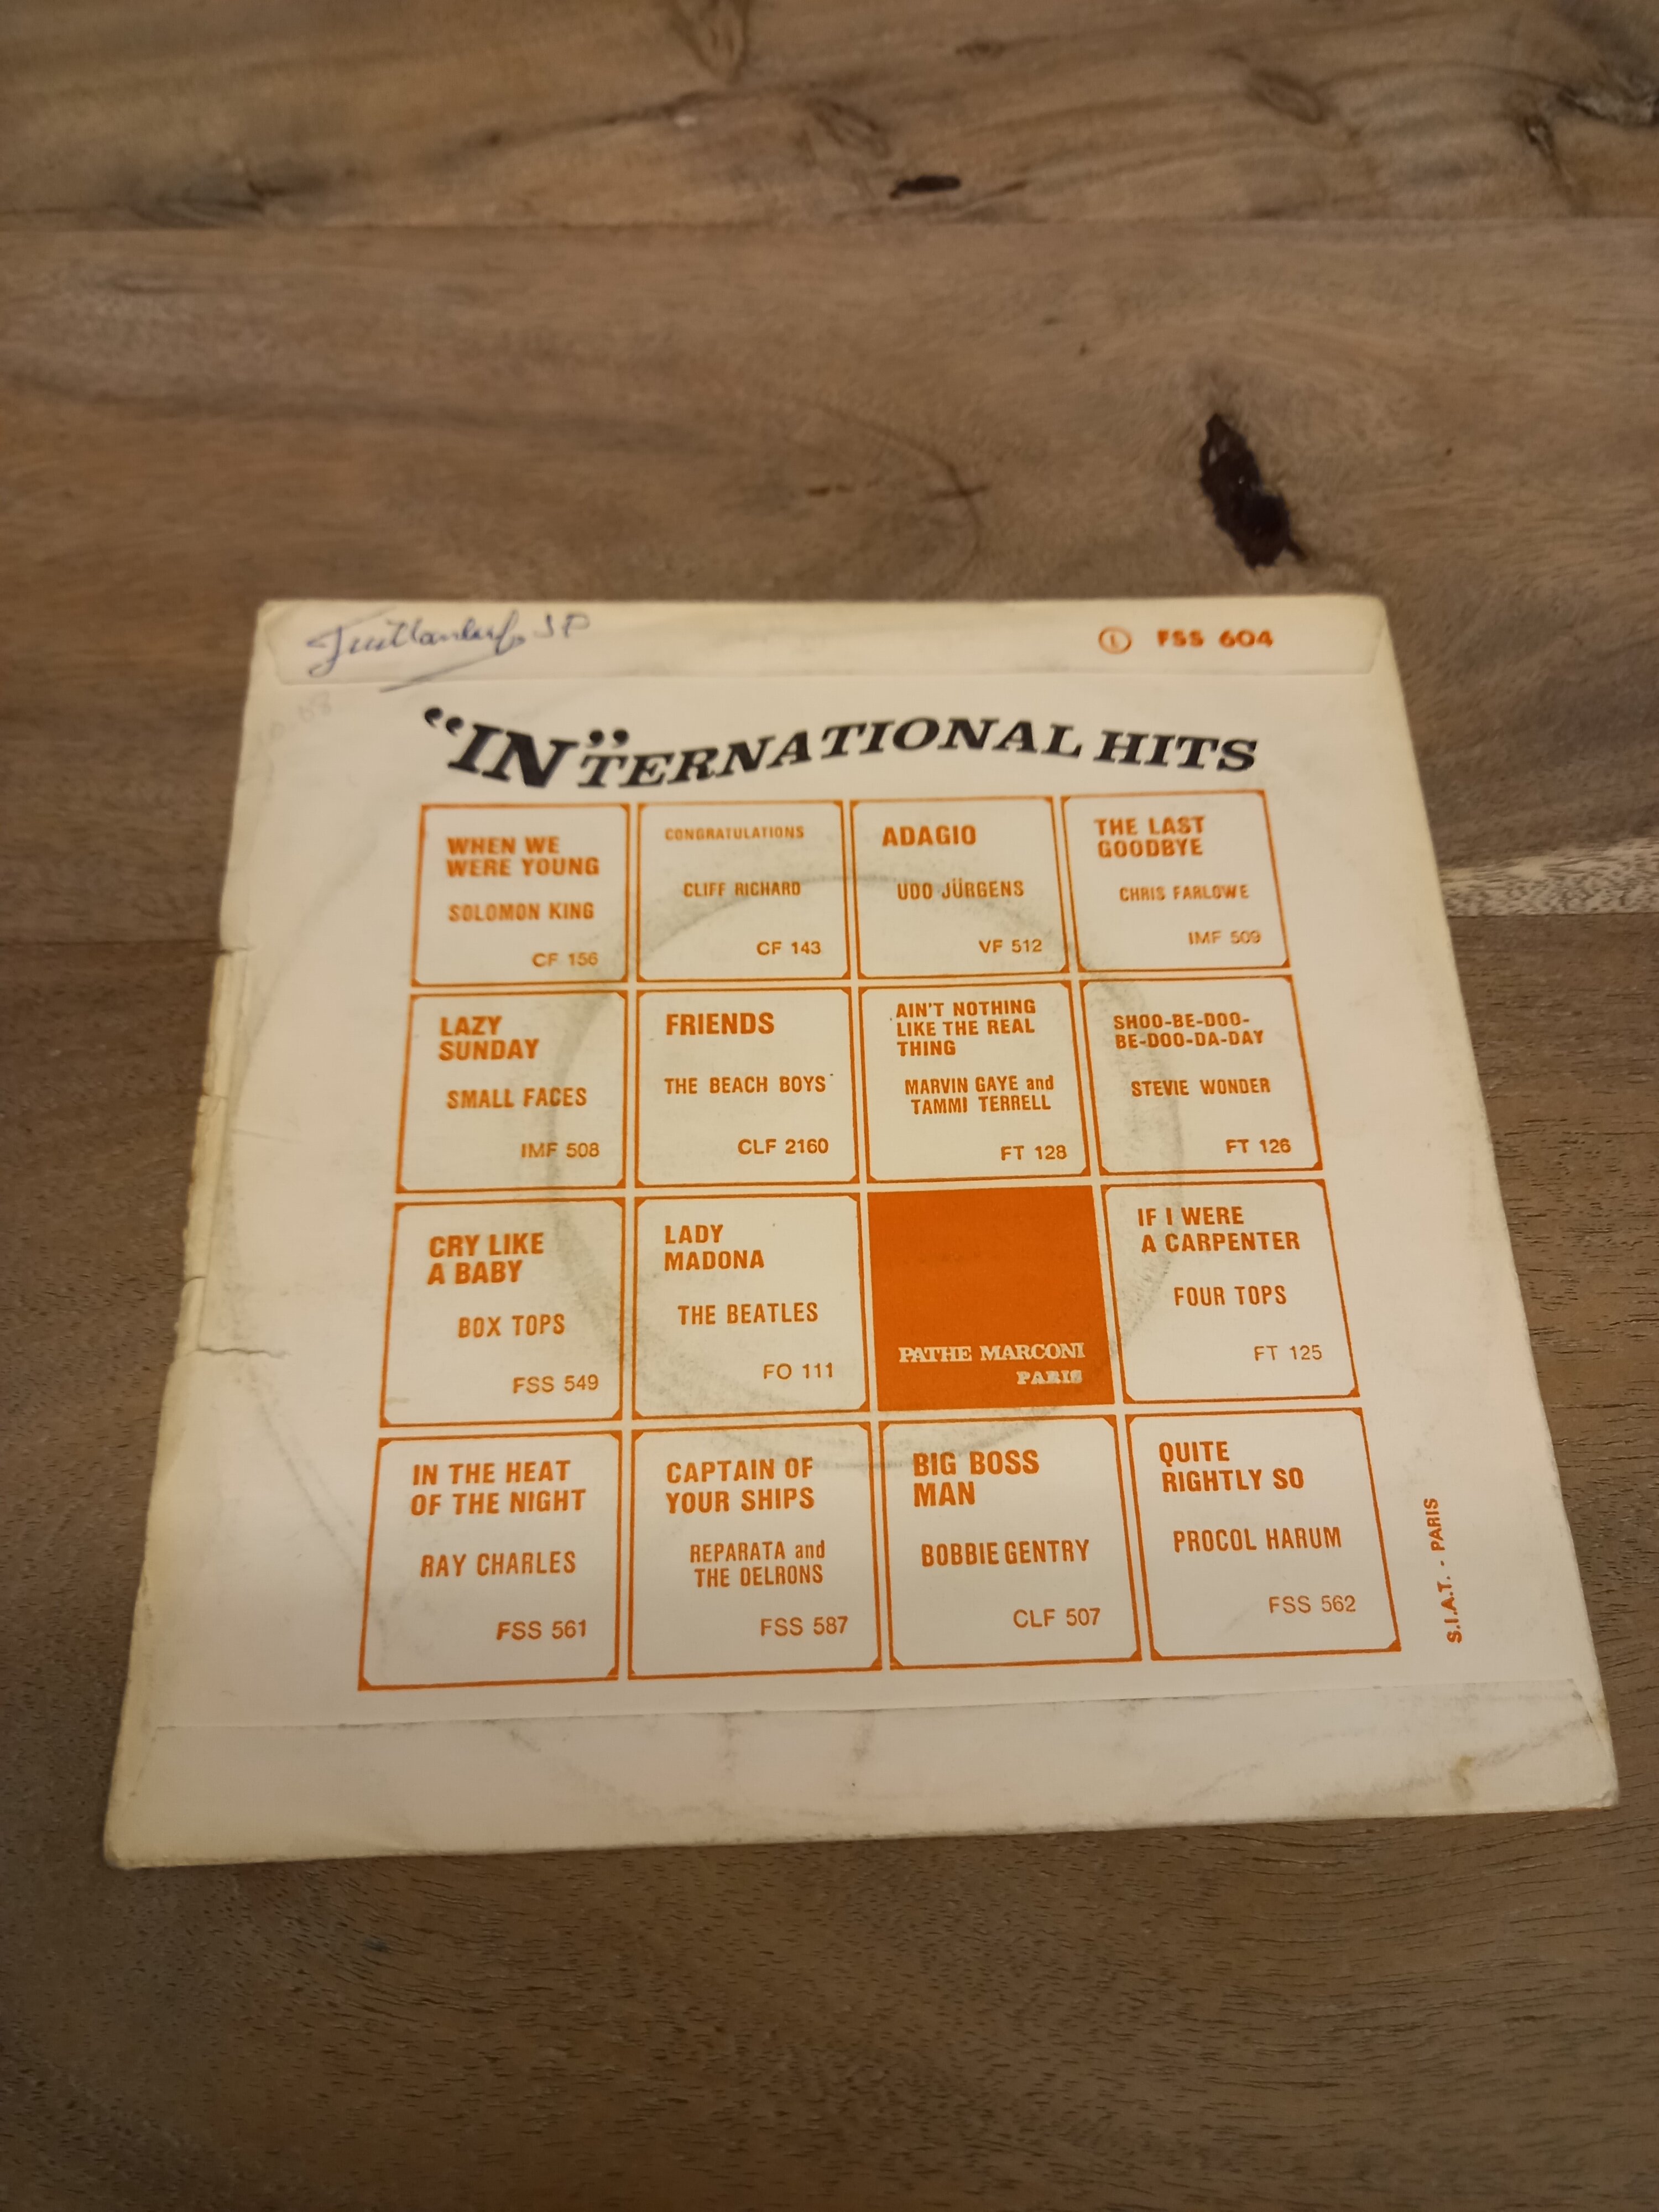 J P
L FSS 604
“IN”TERNATIONAL HITS
WHEN WE
WERE YOUNG
SOLOMON KING
CF 156
CONGRATULATIONS
CLIFF RICHARD
CF 143
ADAGIO
UDO JÜRGENS
VF 512
THE LAST
GOODBYE
CHRIS FARLOWE
IMF 509
LAZY
SUNDAY
SMALL FACES
IMF 508
FRIENDS
THE BEACH BOYS
CLF 2160
AIN'T NOTHING
LIKE THE REAL
THING
MARVIN GAYE and
TAMMI TERRELL
FT 128
SHOO-BE-DOO-
BE-DOO-DA-DAY
STEVIE WONDER
FT 126
CRY LIKE
A BABY
BOX TOPS
FSS 549
LADY
MADONA
THE BEATLES
FO 111
PATHE MARCONI
PARIS
IF I WERE
A CARPENTER
FOUR TOPS
FT 125
IN THE HEAT
OF THE NIGHT
RAY CHARLES
FSS 561
CAPTAIN OF
YOUR SHIPS
REPARATA and
THE DELRONS
FSS 587
BIG BOSS
MAN
BOBBIE GENTRY
CLF 507
QUITE
RIGHTLY SO
PROCOL HARUM
FSS 562
S.I.A.T. - PARIS